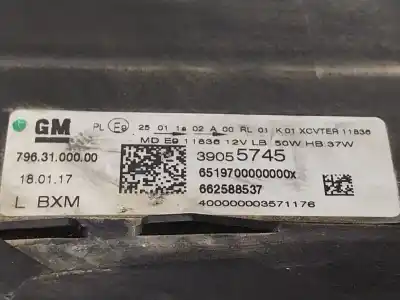 GM PL E9 25 01 1a 02 A 00 RL 01 K 01 XCVTER 11836
MD E9 11836 12V LB. 50W HB.37W
796.31.000.00
39055745
18.01.17
6519700000000X
662588537
L BXM
400000003571176